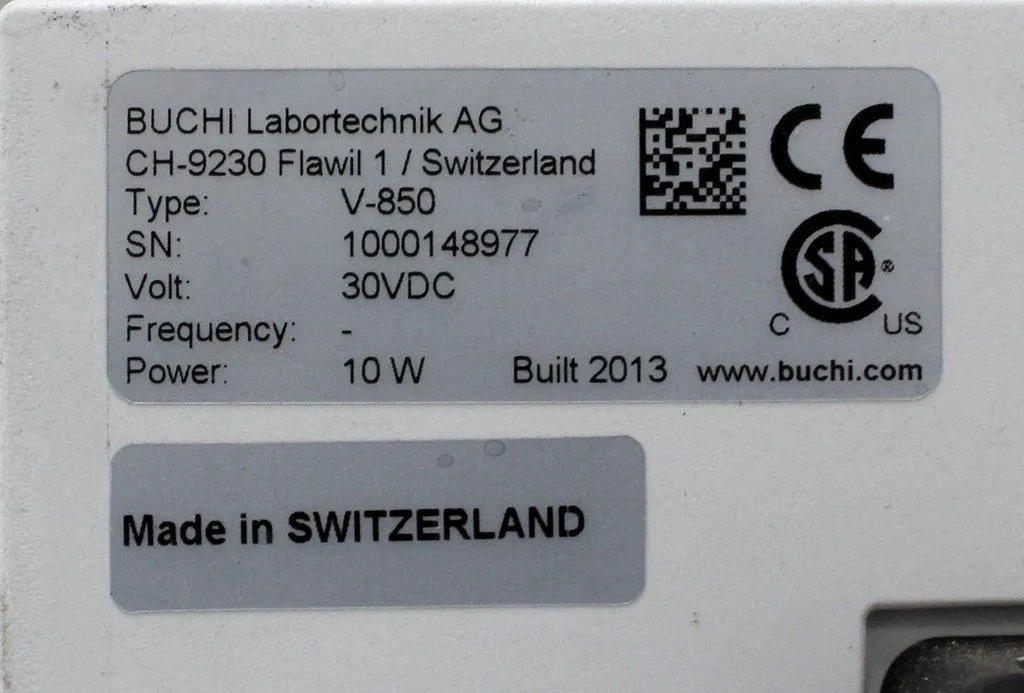 BUCHI Labortechnik AG
CH-9230 Flawil 1 / Switzerland
Type: V-850
SN: 1000148977
Volt: 30VDC
Frequency: -
Power: 10 W Built 2013 www.buchi.com
CE
SA®
C US
Made in SWITZERLAND